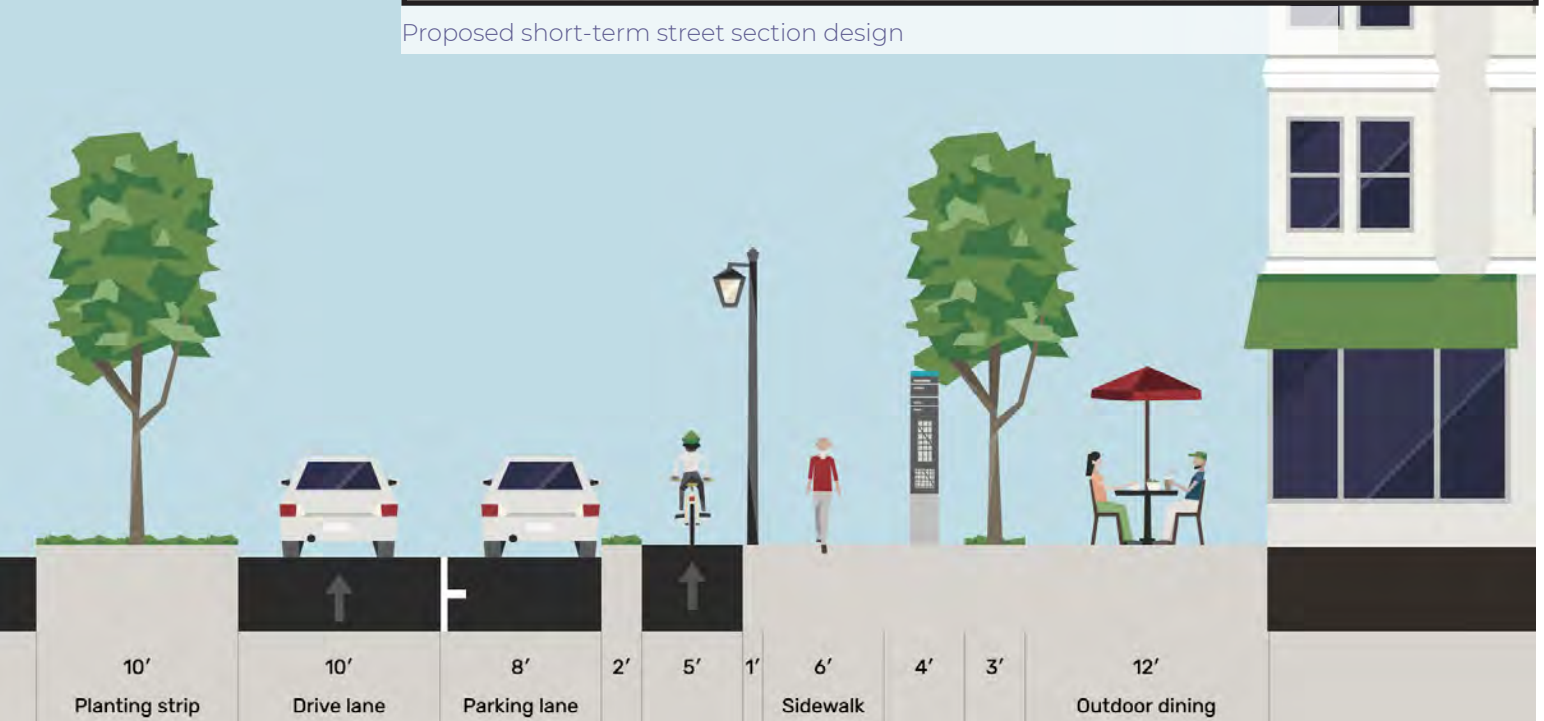 Proposed short-term street section design
10′ 10′ 8′ 2′ 5′ 1′ 6′ 4′ 3′ 12′
Planting strip Drive lane Parking lane Sidewalk Outdoor dining